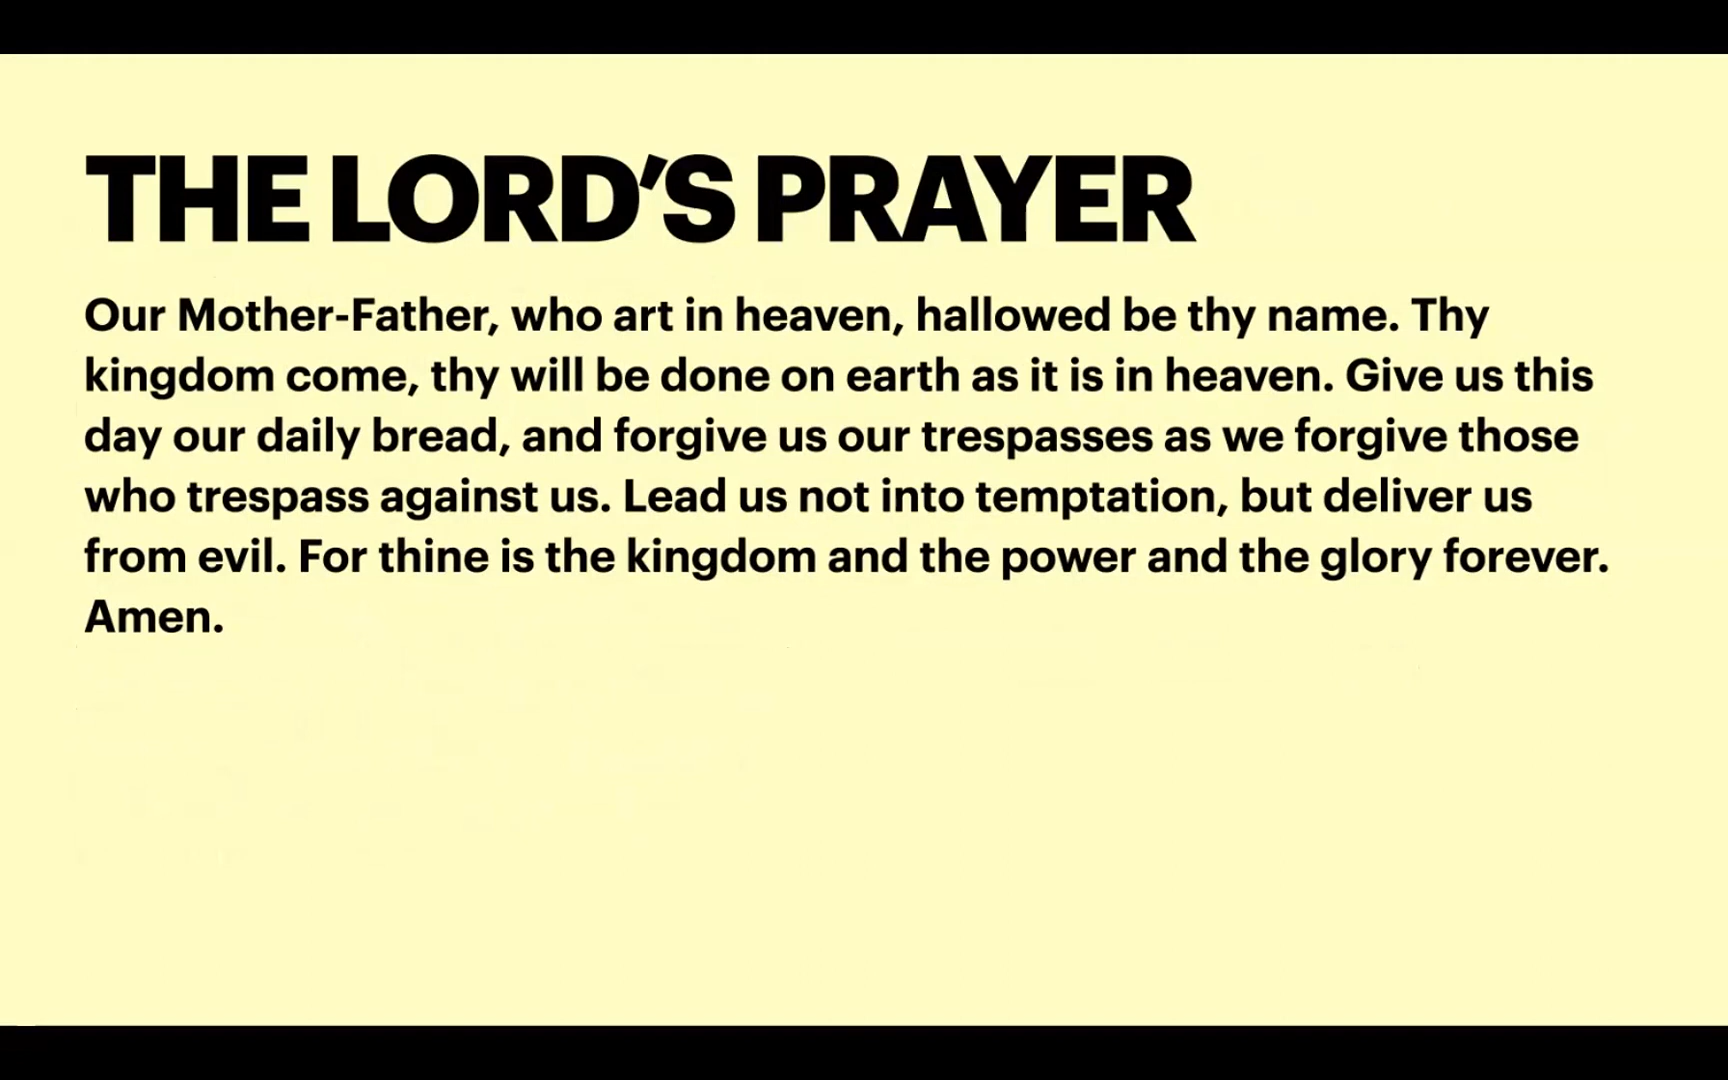 THE LORD’S PRAYER
Our Mother-Father, who art in heaven, hallowed be thy name. Thy
kingdom come, thy will be done on earth as it is in heaven. Give us this
day our daily bread, and forgive us our trespasses as we forgive those
who trespass against us. Lead us not into temptation, but deliver us
from evil. For thine is the kingdom and the power and the glory forever.
Amen.